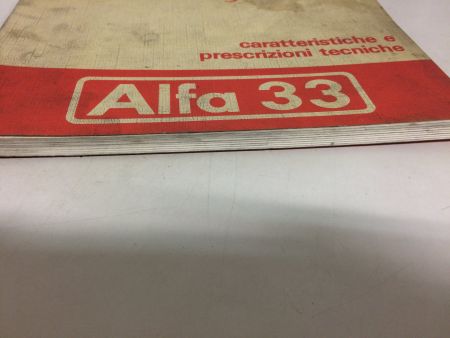 caratteristiche e
prescrizioni tecniche
Alfa 33